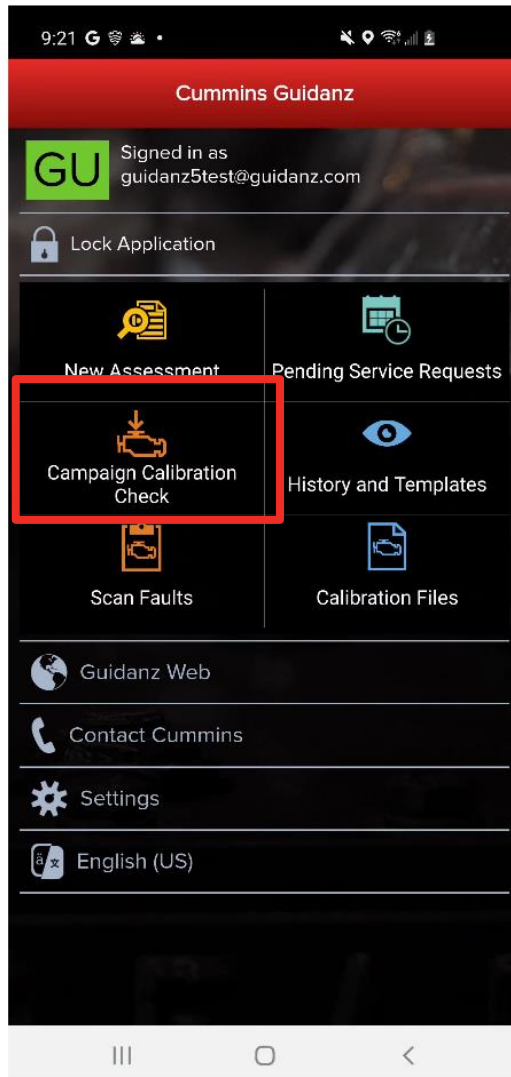 9:21 G
Cummins Guidanz
GU
Signed in as
guidanz5test@guidanz.com
Lock Application
New Assessment
Pending Service Requests
Campaign Calibration
Check
History and Templates
Scan Faults
Calibration Files
Guidanz Web
Contact Cummins
Settings
English (US)